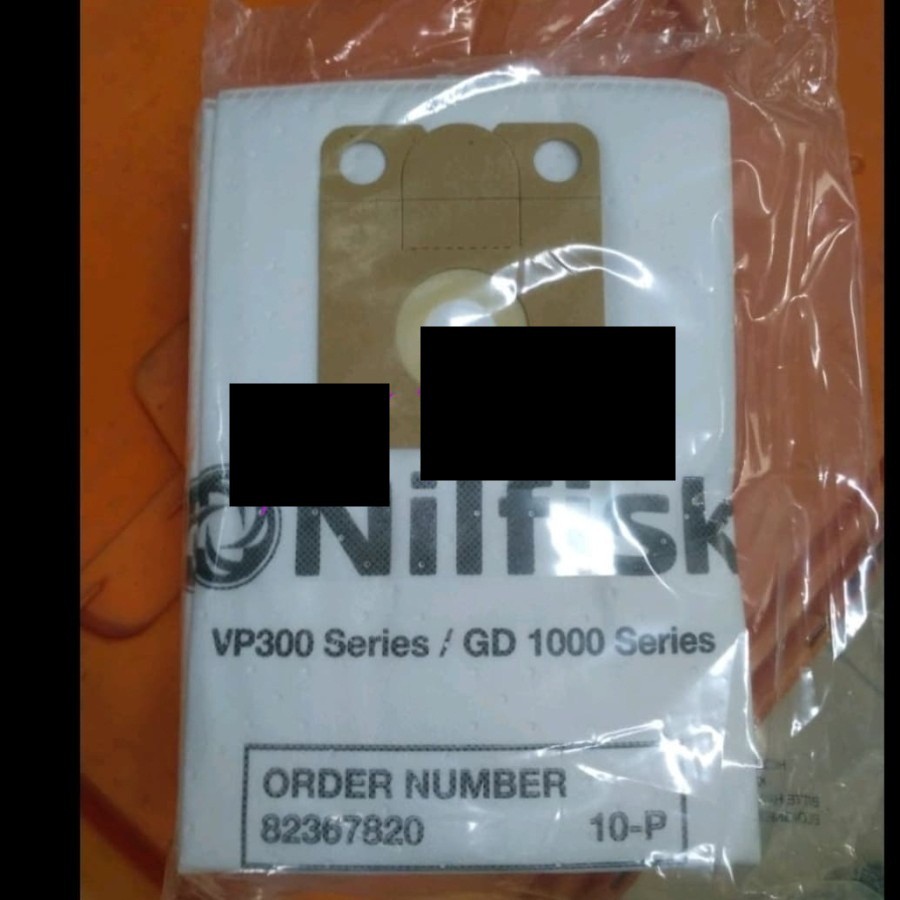 Nilfisk
VP300 Series / GD 1000 Series
ORDER NUMBER
82367820 10-P